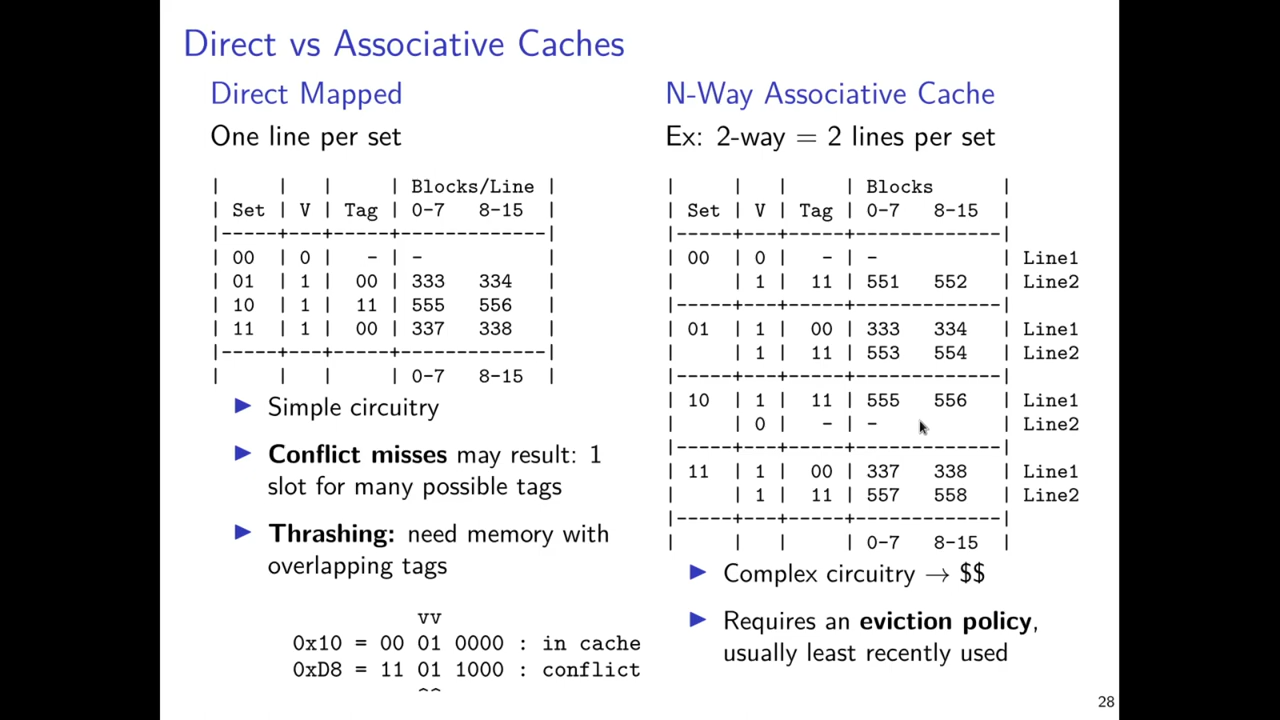 Direct vs Associative Caches
Direct Mapped
One line per set
|     |   |     | Blocks/Line |
| Set | V | Tag | 0-7   8-15  |
|-----+---+-----+-------------|
| 00  | 0 |   - | -           |
| 01  | 1 |  00 | 333   334   |
| 10  | 1 |  11 | 555   556   |
| 11  | 1 |  00 | 337   338   |
|-----+---+-----+-------------|
|     |   |     | 0-7   8-15  |
▶ Simple circuitry
▶ Conflict misses may result: 1
slot for many possible tags
▶ Thrashing: need memory with
overlapping tags
vv
0x10 = 00 01 0000 : in cache
0xD8 = 11 01 1000 : conflict
^^
N-Way Associative Cache
Ex: 2-way = 2 lines per set
|     |   |     | Blocks      |
| Set | V | Tag | 0-7   8-15  |
|-----+---+-----+-------------|
| 00  | 0 |   - | -           | Line1
|     | 1 |  11 | 551   552   | Line2
|-----+---+-----+-------------|
| 01  | 1 |  00 | 333   334   | Line1
|     | 1 |  11 | 553   554   | Line2
|-----+---+-----+-------------|
| 10  | 1 |  11 | 555   556   | Line1
|     | 0 |   - | -           | Line2
|-----+---+-----+-------------|
| 11  | 1 |  00 | 337   338   | Line1
|     | 1 |  11 | 557   558   | Line2
|-----+---+-----+-------------|
|     |   |     | 0-7   8-15  |
▶ Complex circuitry → $$
▶ Requires an eviction policy,
usually least recently used
28